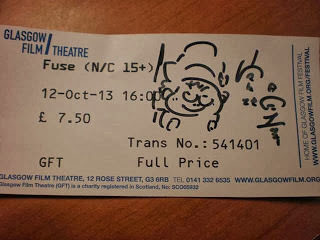 GLASGOW
FILM THEATRE
Fuse (N/C 15+)
12-Oct-13 16:00
£ 7.50
Trans No.: 541401
GFT Full Price
GLASGOW FILM THEATRE, 12 ROSE STREET, G3 6RB TEL 0141 332 6535 WWW.GLASGOWFILM.ORG
Glasgow Film Theatre (GFT) is a charity registered in Scotland, No: SC005932
HOME OF GLASGOW FILM FESTIVAL
WWW.GLASGOWFILM.ORG/FESTIVAL